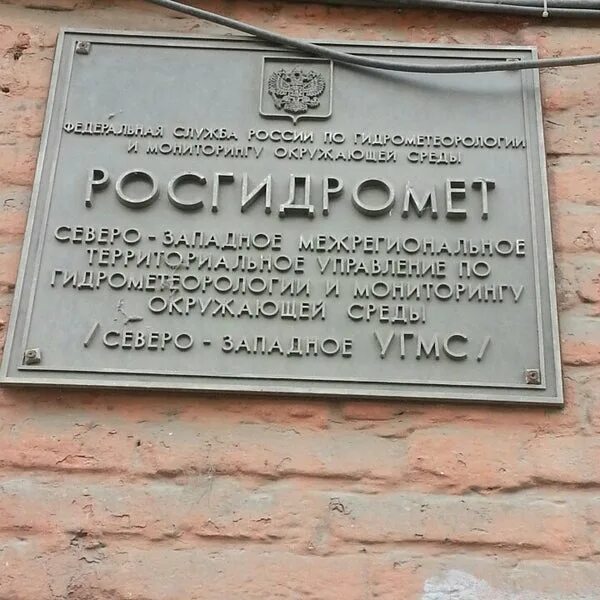 ФЕДЕРАЛЬНАЯ СЛУЖБА РОССИИ ПО ГИДРОМЕТЕОРОЛОГИИ
И МОНИТОРИНГУ ОКРУЖАЮЩЕЙ СРЕДЫ
РОСГИДРОМЕТ
СЕВЕРО - ЗАПАДНОЕ МЕЖРЕГИОНАЛЬНОЕ
ТЕРРИТОРИАЛЬНОЕ УПРАВЛЕНИЕ ПО
ГИДРОМЕТЕОРОЛОГИИ И МОНИТОРИНГУ
ОКРУЖАЮЩЕЙ СРЕДЫ
/ СЕВЕРО - ЗАПАДНОЕ УГМС /